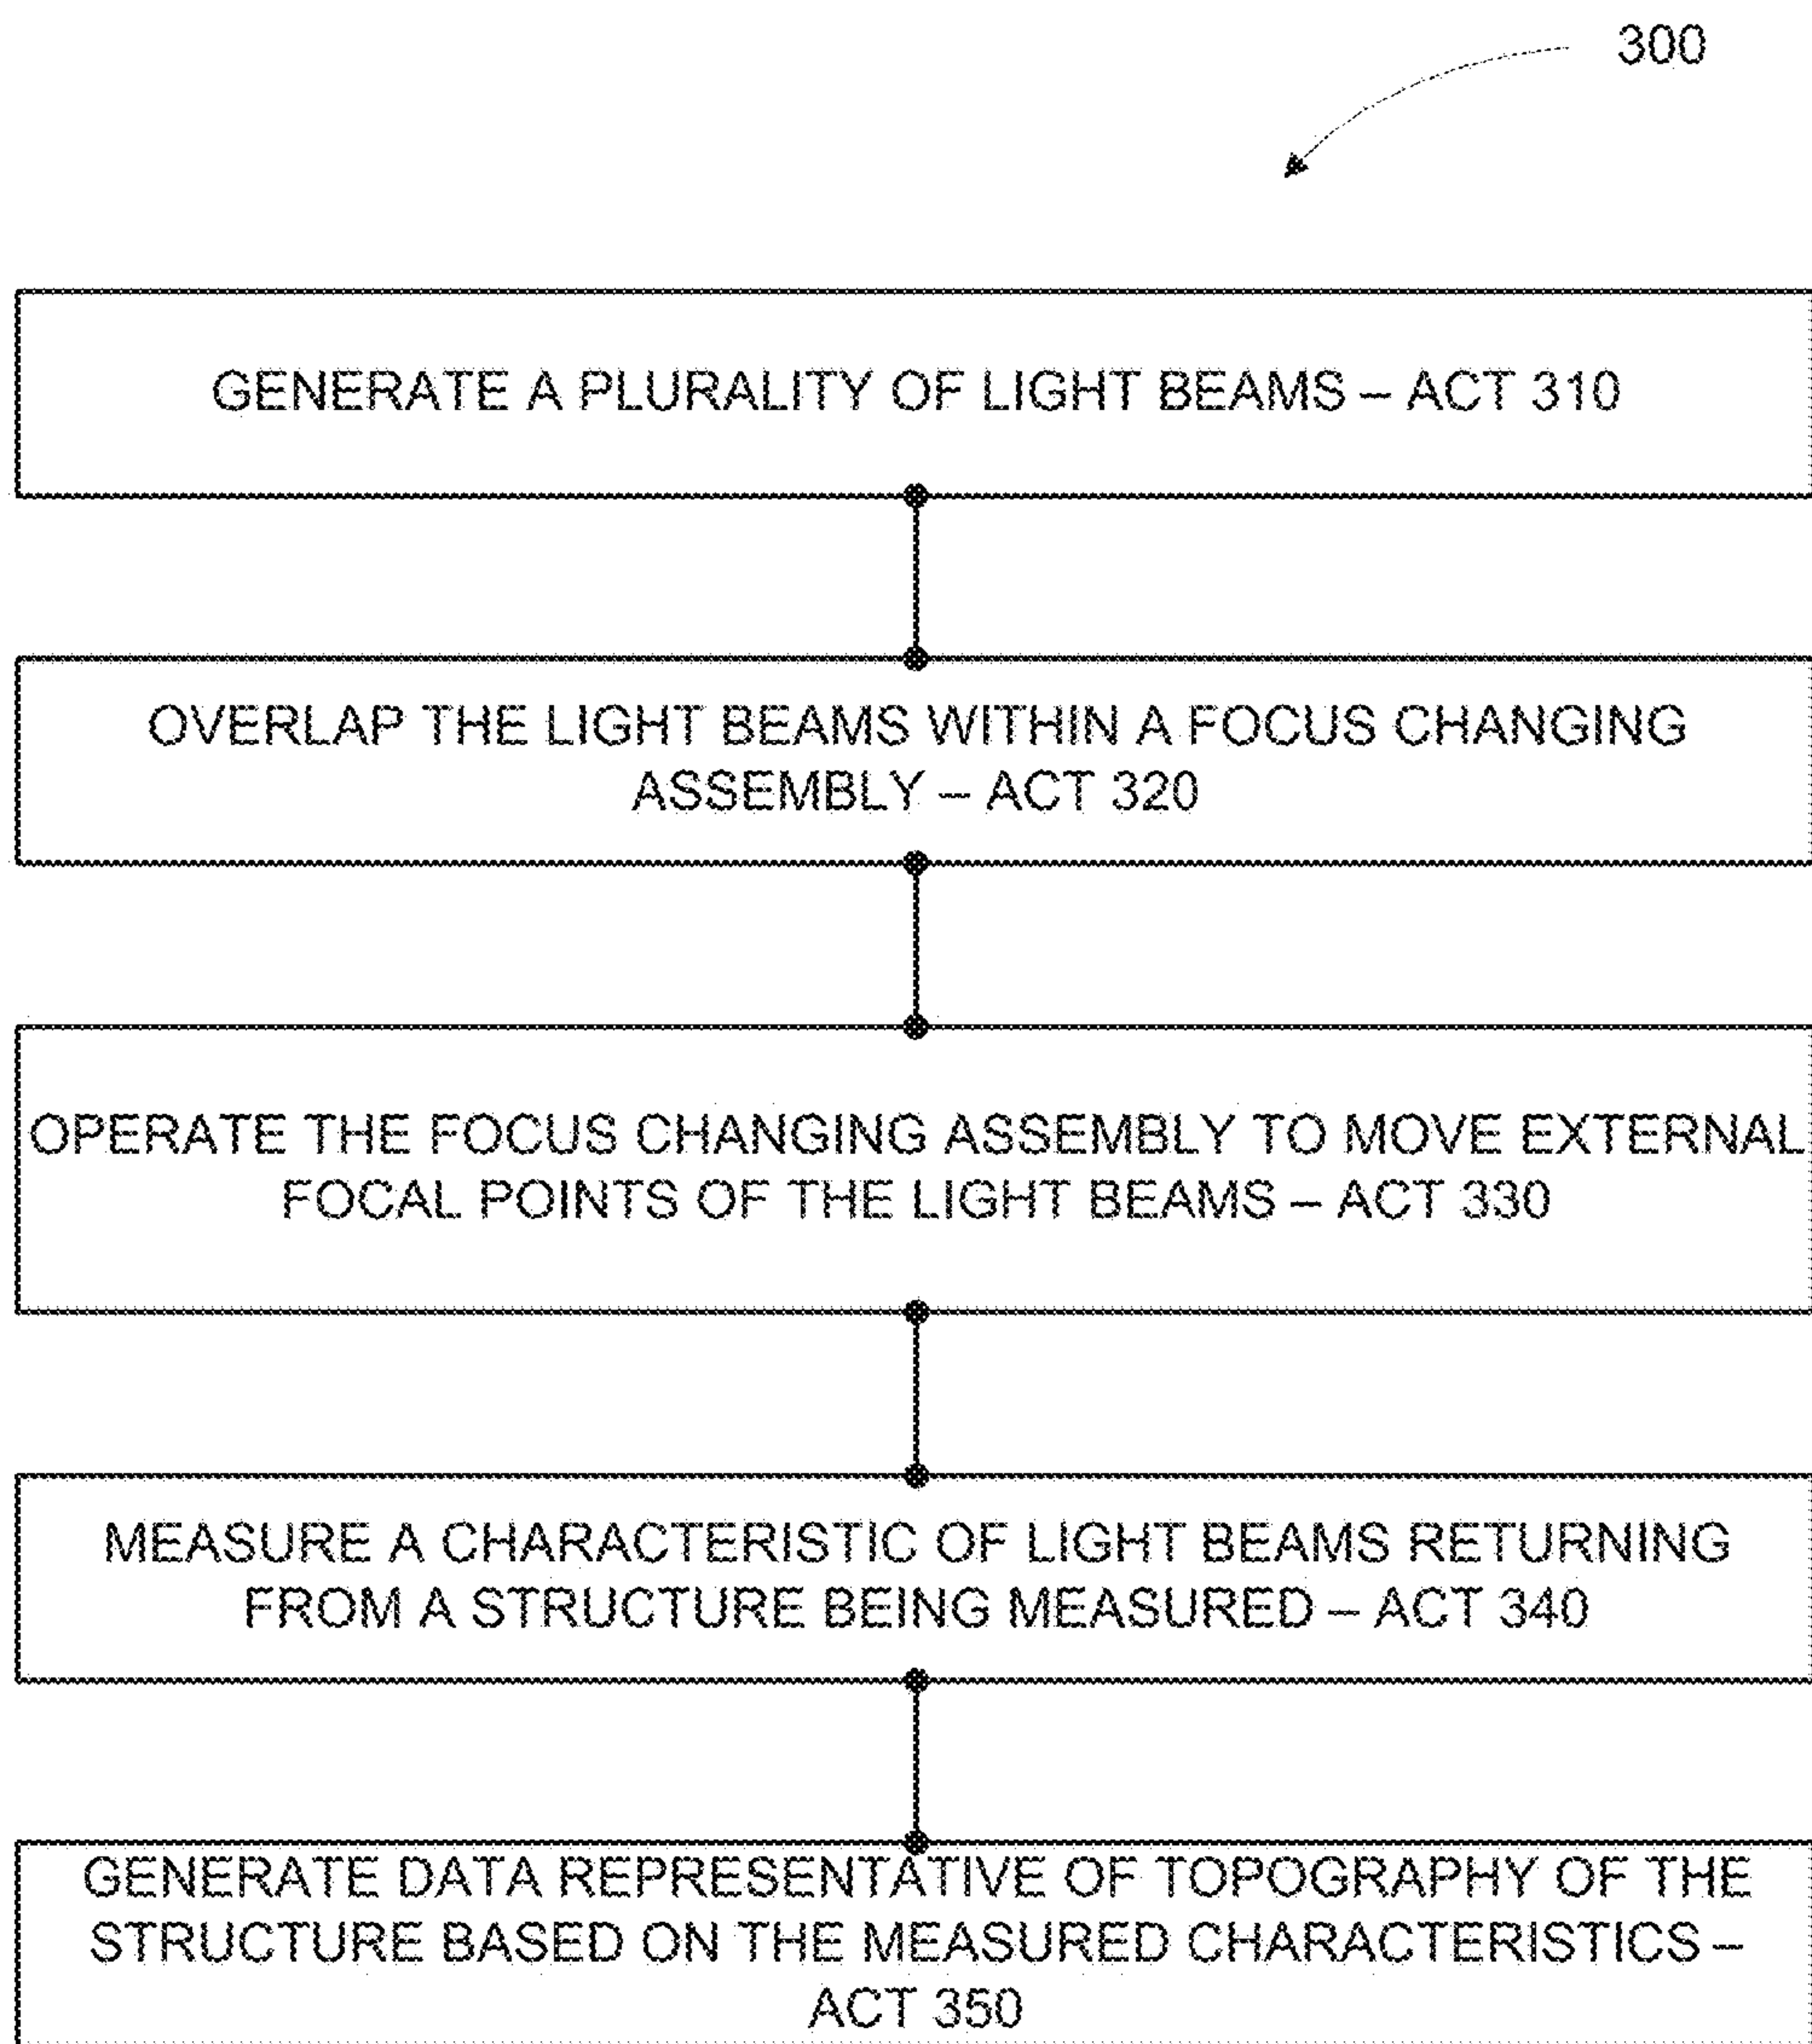 300
GENERATE A PLURALITY OF LIGHT BEAMS – ACT 310
OVERLAP THE LIGHT BEAMS WITHIN A FOCUS CHANGING
ASSEMBLY – ACT 320
OPERATE THE FOCUS CHANGING ASSEMBLY TO MOVE EXTERNAL
FOCAL POINTS OF THE LIGHT BEAMS – ACT 330
MEASURE A CHARACTERISTIC OF LIGHT BEAMS RETURNING
FROM A STRUCTURE BEING MEASURED – ACT 340
GENERATE DATA REPRESENTATIVE OF TOPOGRAPHY OF THE
STRUCTURE BASED ON THE MEASURED CHARACTERISTICS –
ACT 350